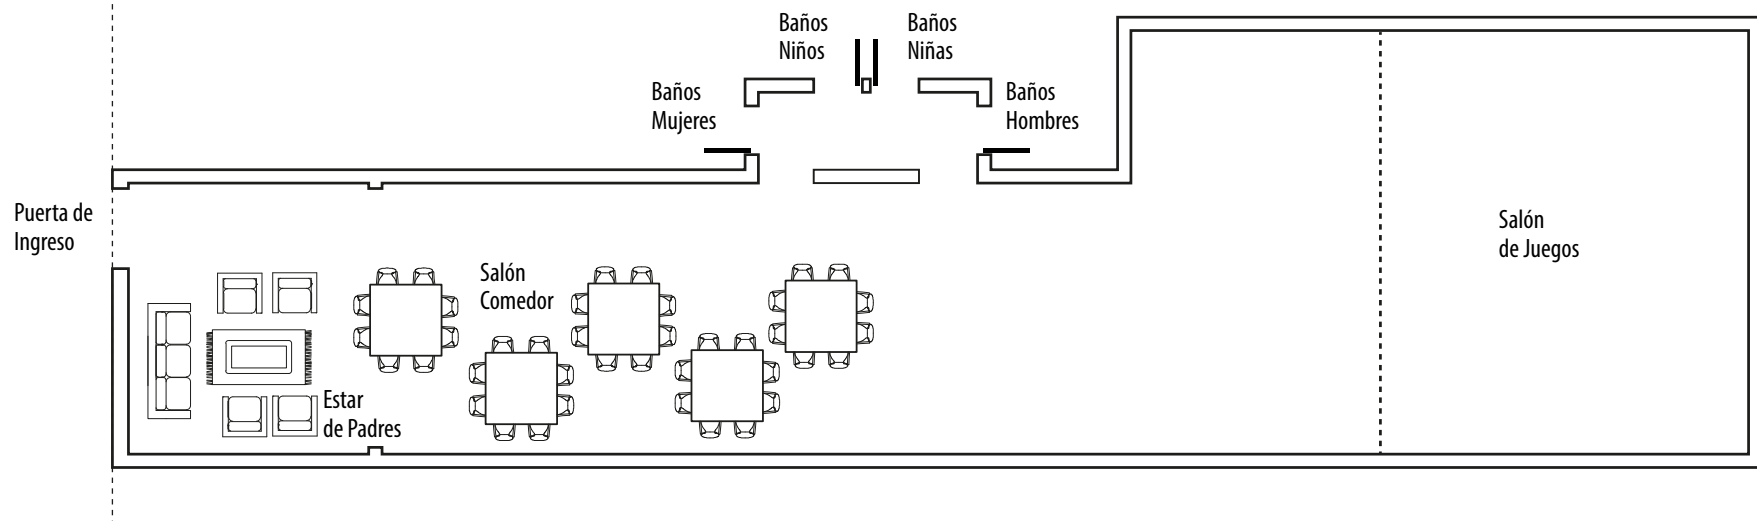 Baños
Niños
Baños
Niñas
Baños
Mujeres
Baños
Hombres
Puerta de
Ingreso
Salón
de Juegos
Salón
Comedor
Estar
de Padres